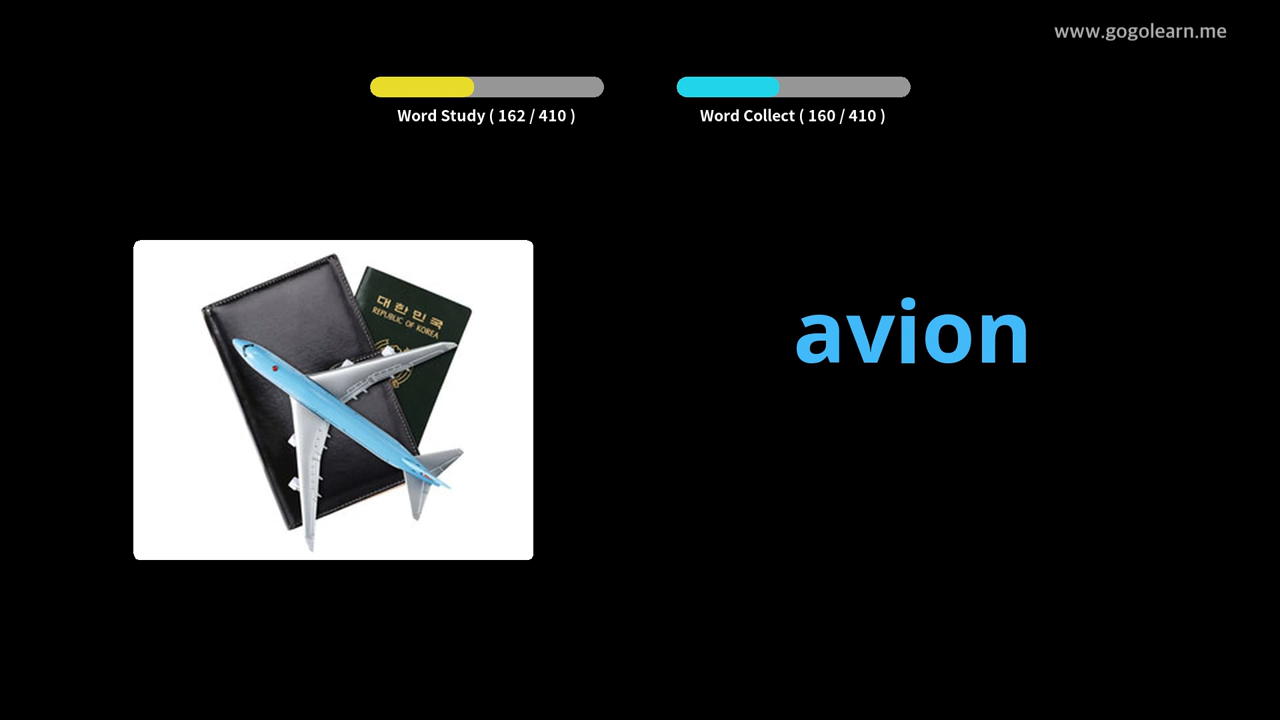 www.gogolearn.me
Word Study ( 162 / 410 )
Word Collect ( 160 / 410 )
대한민국
REPUBLIC OF KOREA
avion